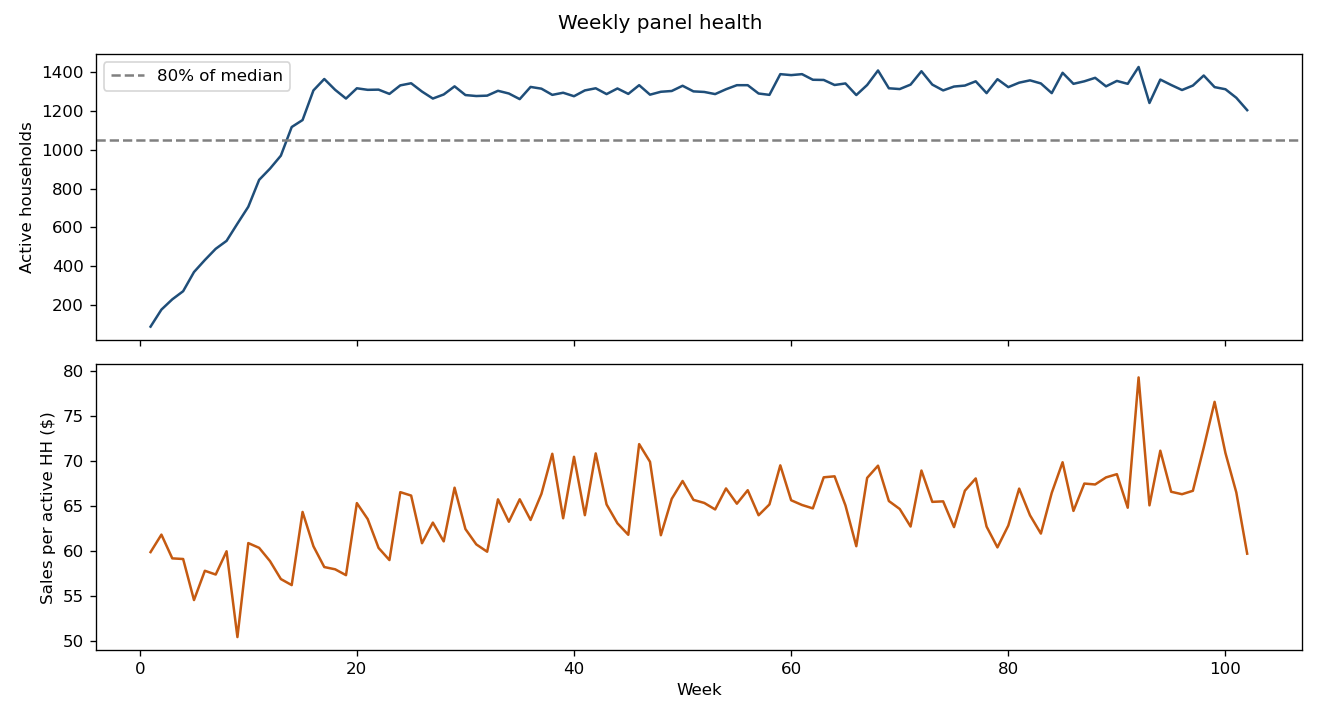 Weekly panel health
80% of median
Active households
1400
1200
1000
800
600
400
200
Sales per active HH ($)
80
75
70
65
60
55
50
0 20 40 60 80 100
Week